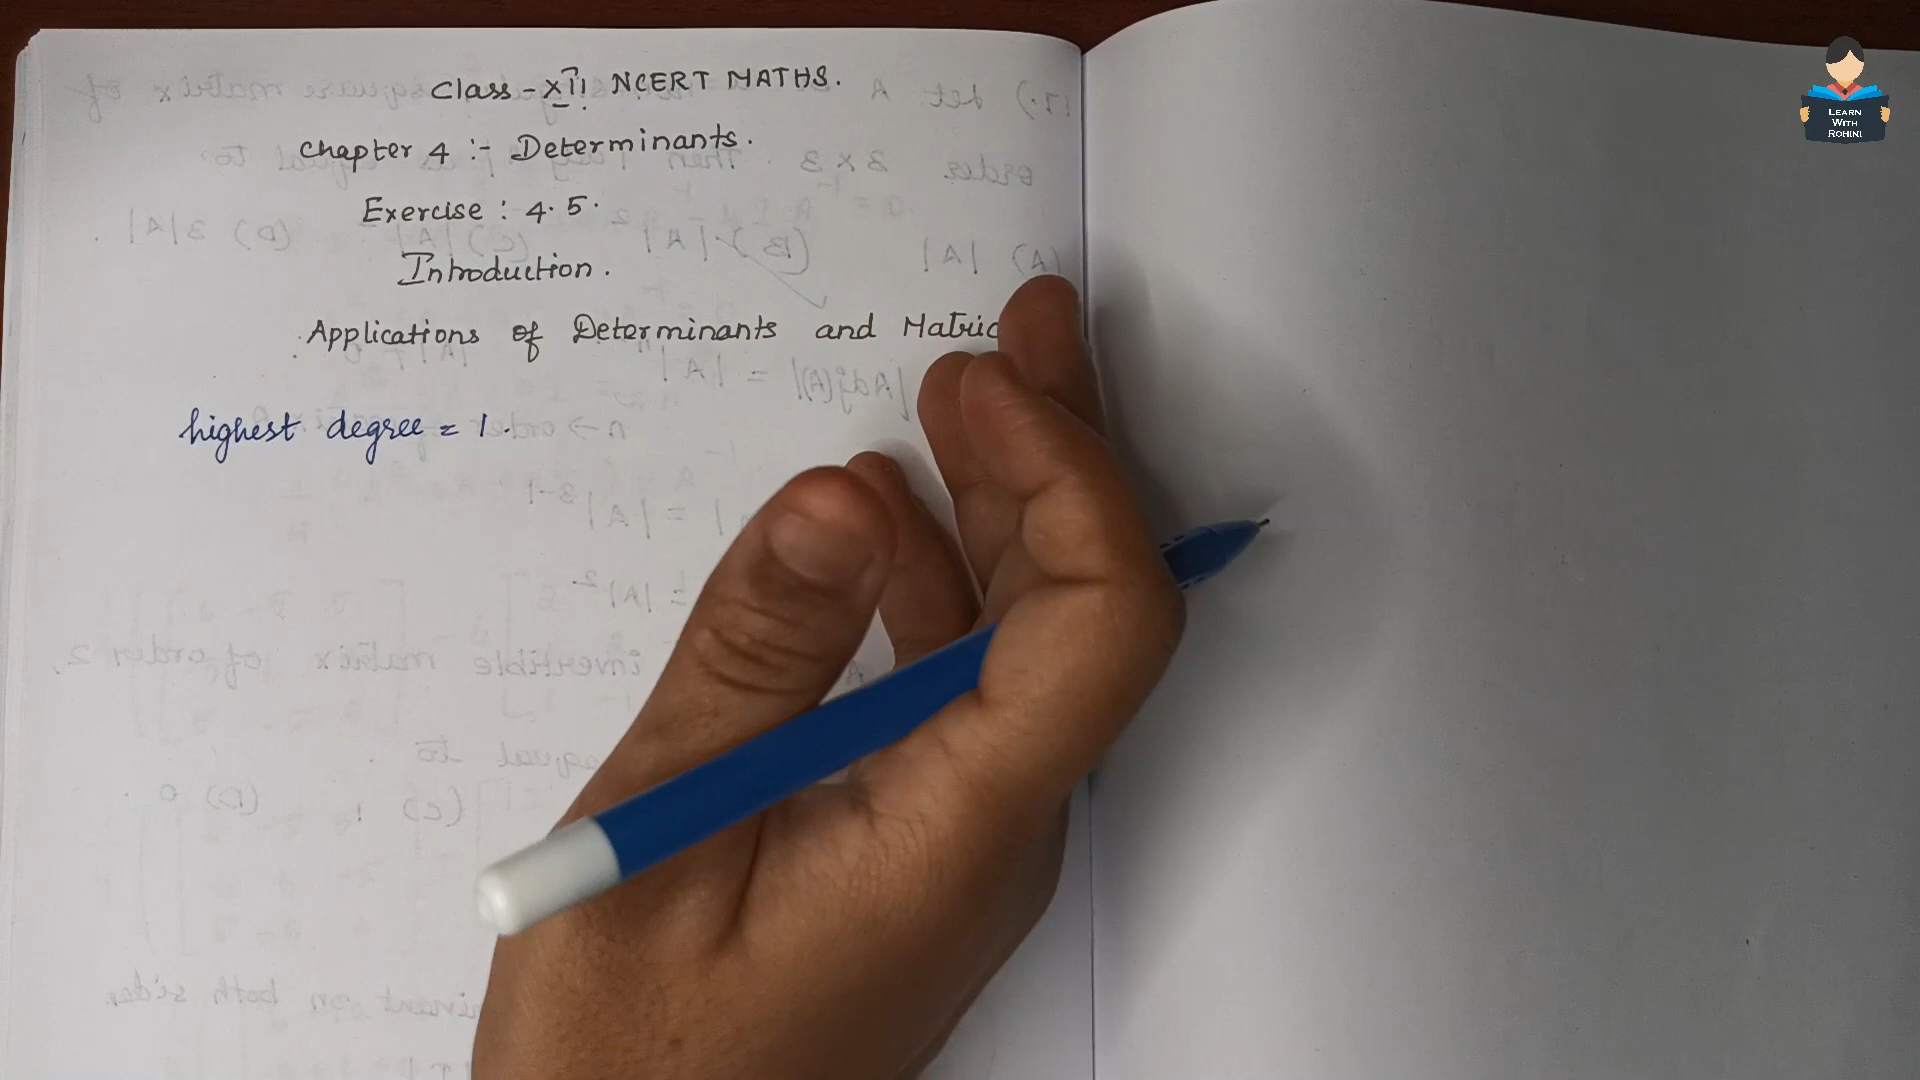 Class - XII NCERT MATHS.
Chapter 4 :- Determinants.
Exercise : 4.5.
Introduction.
Applications of Determinants and Matric
highest degree = 1.
LEARN
WITH
ROHINI